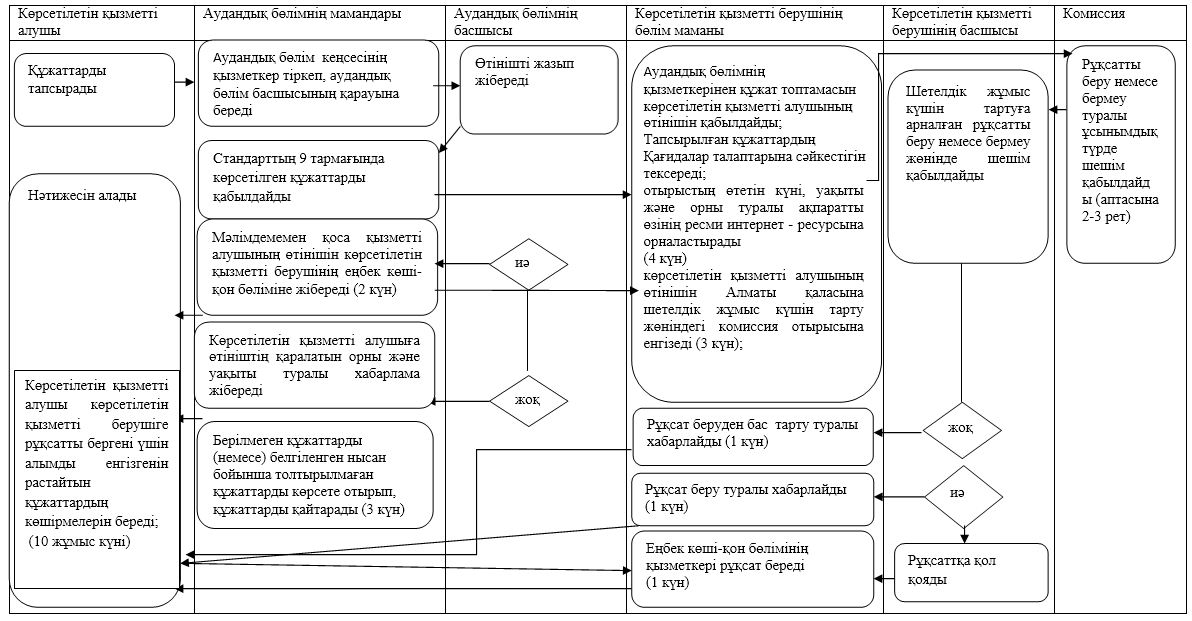 Көрсетілетін қызметті
алушы
Аудандық бөлімнің мамандары
Аудандық бөлімнің
басшысы
Көрсетілетін қызметті берушінің
бөлім маманы
Көрсетілетін қызметті
берушінің басшысы
Комиссия
Құжаттарды
тапсырады
Аудандық бөлім кеңсесінің
қызметкер тіркеп, аудандық
бөлім басшысының қарауына
береді
Өтінішті жазып
жібереді
Аудандық бөлімнің
қызметкерінен құжат топтамасын
көрсетілетін қызметті алушының
өтінішін қабылдайды;
Тапсырылған құжаттардың
Қағидалар талаптарына сәйкестігін
тексереді;
отырыстың өтетін күні, уақыты
және орны туралы ақпаратты
өзінің ресми интернет - ресурсына
орналастырады
(4 күн)
көрсетілетін қызметті алушының
өтінішін Алматы қаласына
шетелдік жұмыс күшін тарту
жөніндегі комиссия отырысына
енгізеді (3 күн);
Шетелдік жұмыс
күшін тартуға
арналған рұқсатты
беру немесе бермеу
жөнінде шешім
қабылдайды
Рұқсатты
беру немесе
бермеу
туралы
ұсынымдық
түрде
шешім
қабылдайд
ы (аптасына
2-3 рет)
Стандарттың 9 тармағында
көрсетілген құжаттарды
қабылдайды
Нәтижесін алады
Мәлімдемемен қоса қызметті
алушының өтінішін көрсетілетін
қызметті берушінің еңбек көші-
қон бөліміне жібереді (2 күн)
иә
Көрсетілетін қызметті алушыға
өтініштің қаралатын орны және
уақыты туралы хабарлама
жібереді
жоқ
Көрсетілетін қызметті
алушы көрсетілетін
қызметті берушіге
рұқсатты бергені үшін
алымды енгізгенін
растайтын
құжаттардың
көшірмелерін береді;
(10 жұмыс күні)
Берілмеген құжаттарды
(немесе) белгіленген нысан
бойынша толтырылмаған
құжаттарды көрсете отырып,
құжаттарды қайтарады (3 күн)
Рұқсат беруден бас тарту туралы
хабарлайды (1 күн)
жоқ
Рұқсат беру туралы хабарлайды
(1 күн)
иә
Еңбек көші-қон бөлімінің
қызметкері рұқсат береді
(1 күн)
Рұқсатқа қол
қояды